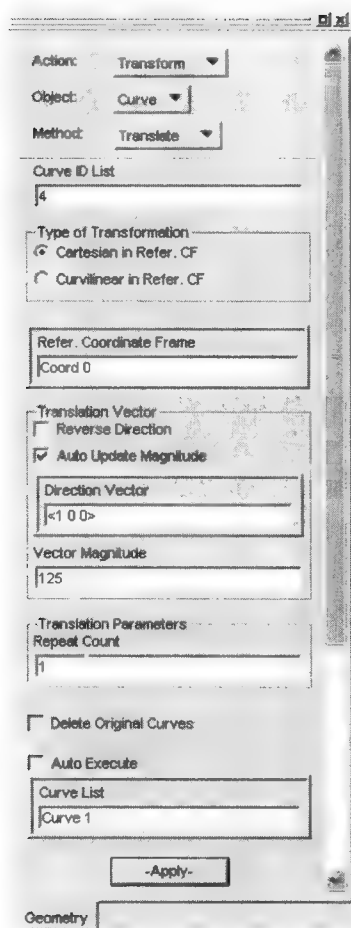 Action: Transform
Object: Curve
Method: Translate
Curve ID List
4
Type of Transformation
Cartesian in Refer. CF
Curvilinear in Refer. CF
Refer. Coordinate Frame
Coord 0
Translation Vector
Reverse Direction
Auto Update Magnitude
Direction Vector
<1 0 0>
Vector Magnitude
125
Translation Parameters
Repeat Count
1
Delete Original Curves
Auto Execute
Curve List
Curve 1
-Apply-
Geometry